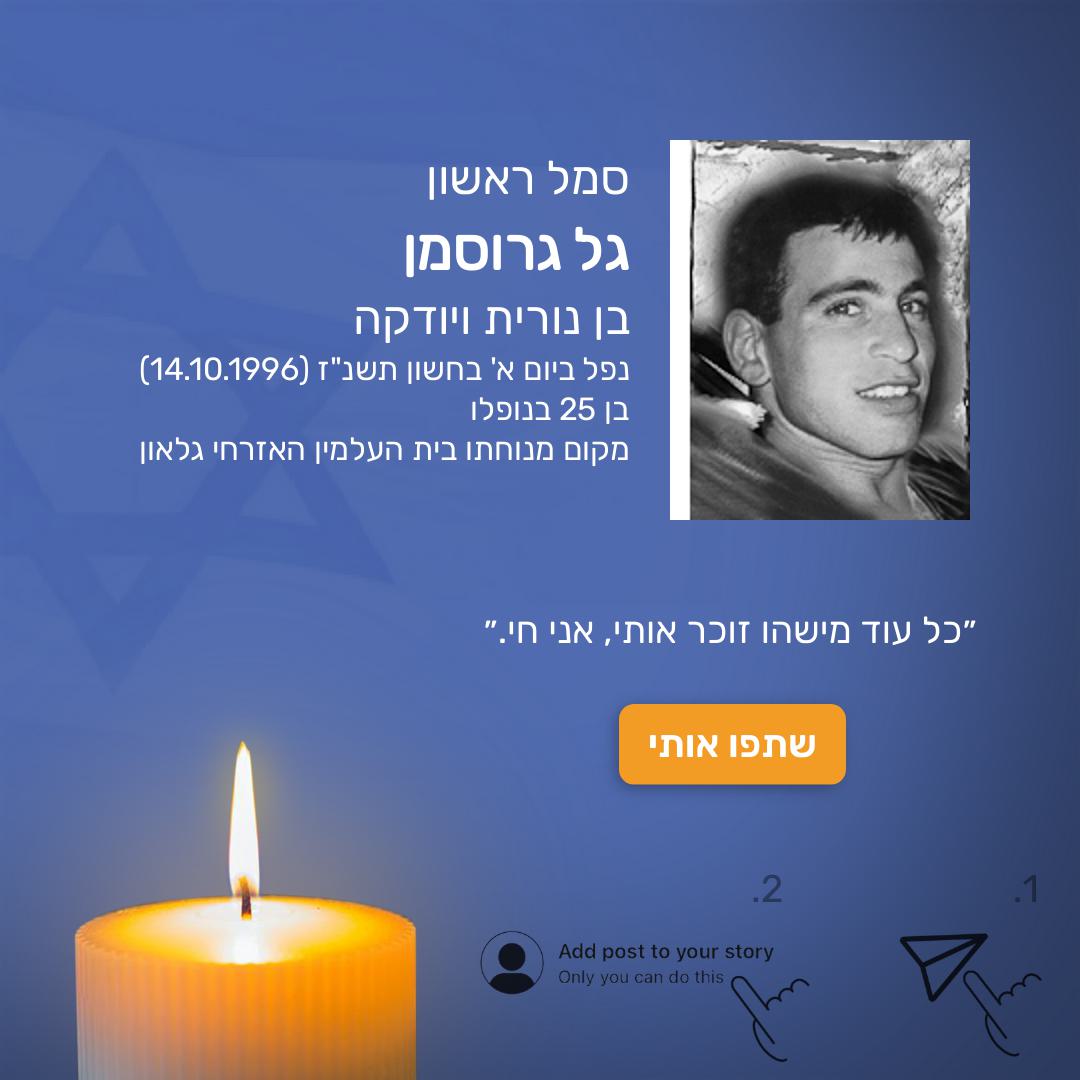 סמל ראשון
גל גרוסמן
בן נורית ויודקה
נפל ביום א' בחשון תשנ"ז (14.10.1996)
בן 25 בנופלו
מקום מנוחתו בית העלמין האזרחי גלאון
״כל עוד מישהו זוכר אותי, אני חי.״
שתפו אותי
1.
2.
Add post to your story
Only you can do this